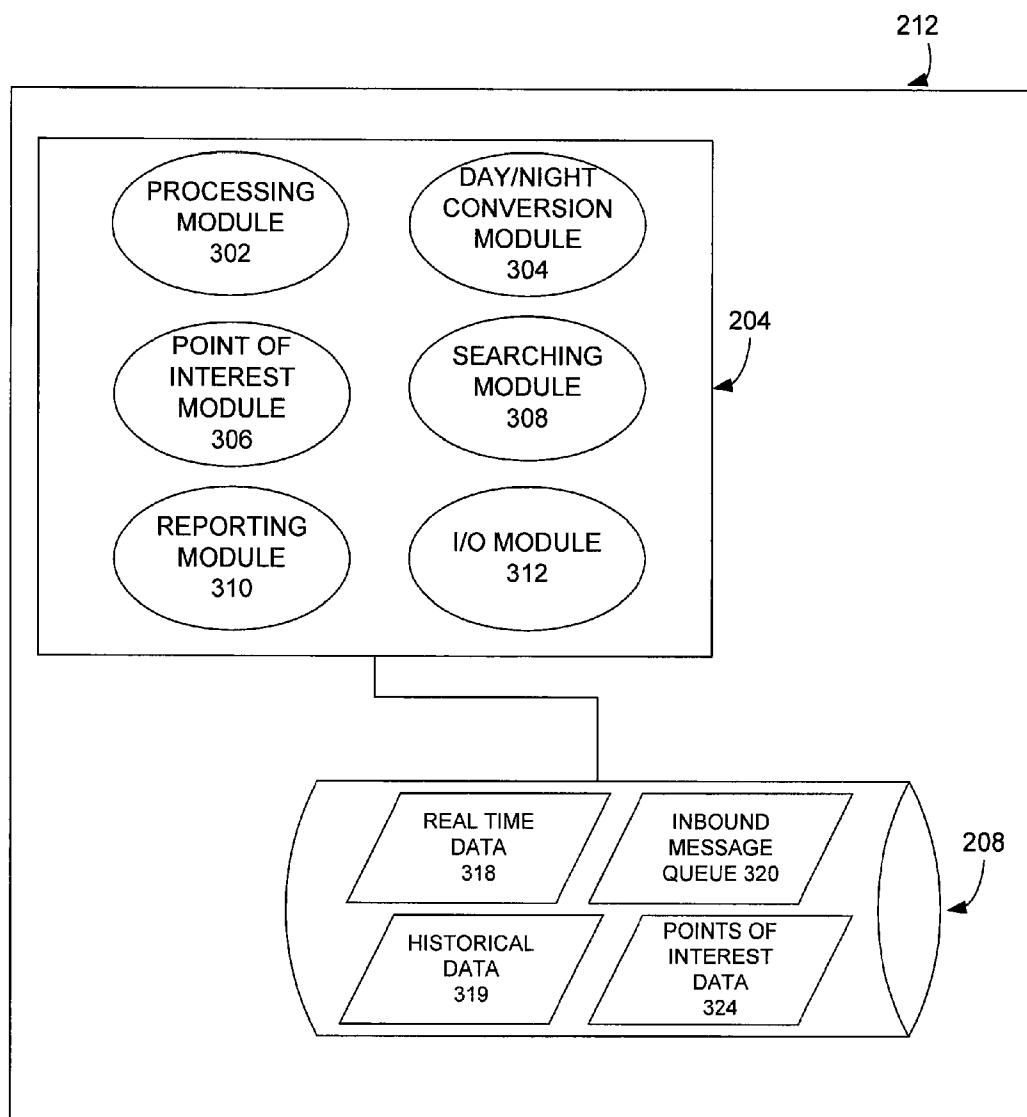 212
PROCESSING
MODULE
302
DAY/NIGHT
CONVERSION
MODULE
304
204
POINT OF
INTEREST
MODULE
306
SEARCHING
MODULE
308
REPORTING
MODULE
310
I/O MODULE
312
REAL TIME
DATA
318
INBOUND
MESSAGE
QUEUE 320
208
HISTORICAL
DATA
319
POINTS OF
INTEREST
DATA
324